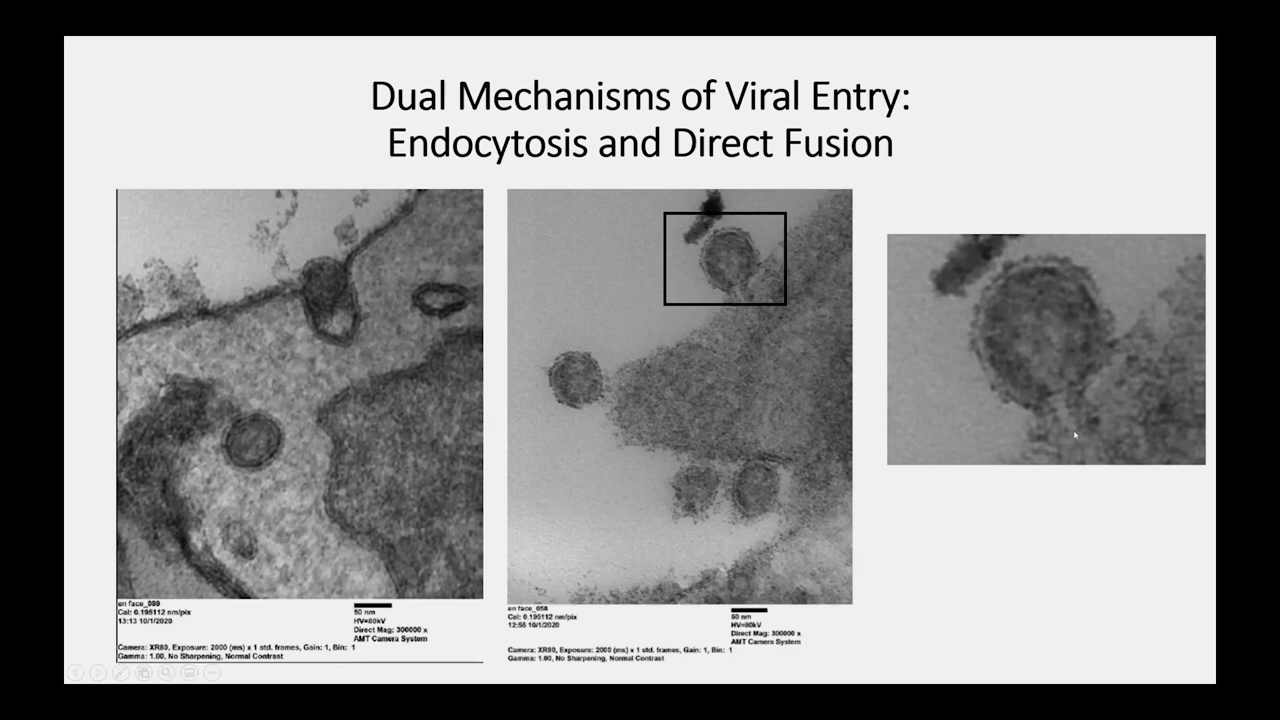 Dual Mechanisms of Viral Entry:
Endocytosis and Direct Fusion
en face_089
Cal: 0.195112 nm/pix
13:13 10/1/2020
50 nm
HV=80kV
Direct Mag: 300000 x
AMT Camera System
Camera: XR80, Exposure: 2000 (ms) x 1 std. frames, Gain: 1, Bin: 1
Gamma: 1.00, No Sharpening, Normal Contrast
en face_058
Cal: 0.195112 nm/pix
12:55 10/1/2020
50 nm
HV=80kV
Direct Mag: 300000 x
AMT Camera System
Camera: XR80, Exposure: 2000 (ms) x 1 std. frames, Gain: 1, Bin: 1
Gamma: 1.00, No Sharpening, Normal Contrast